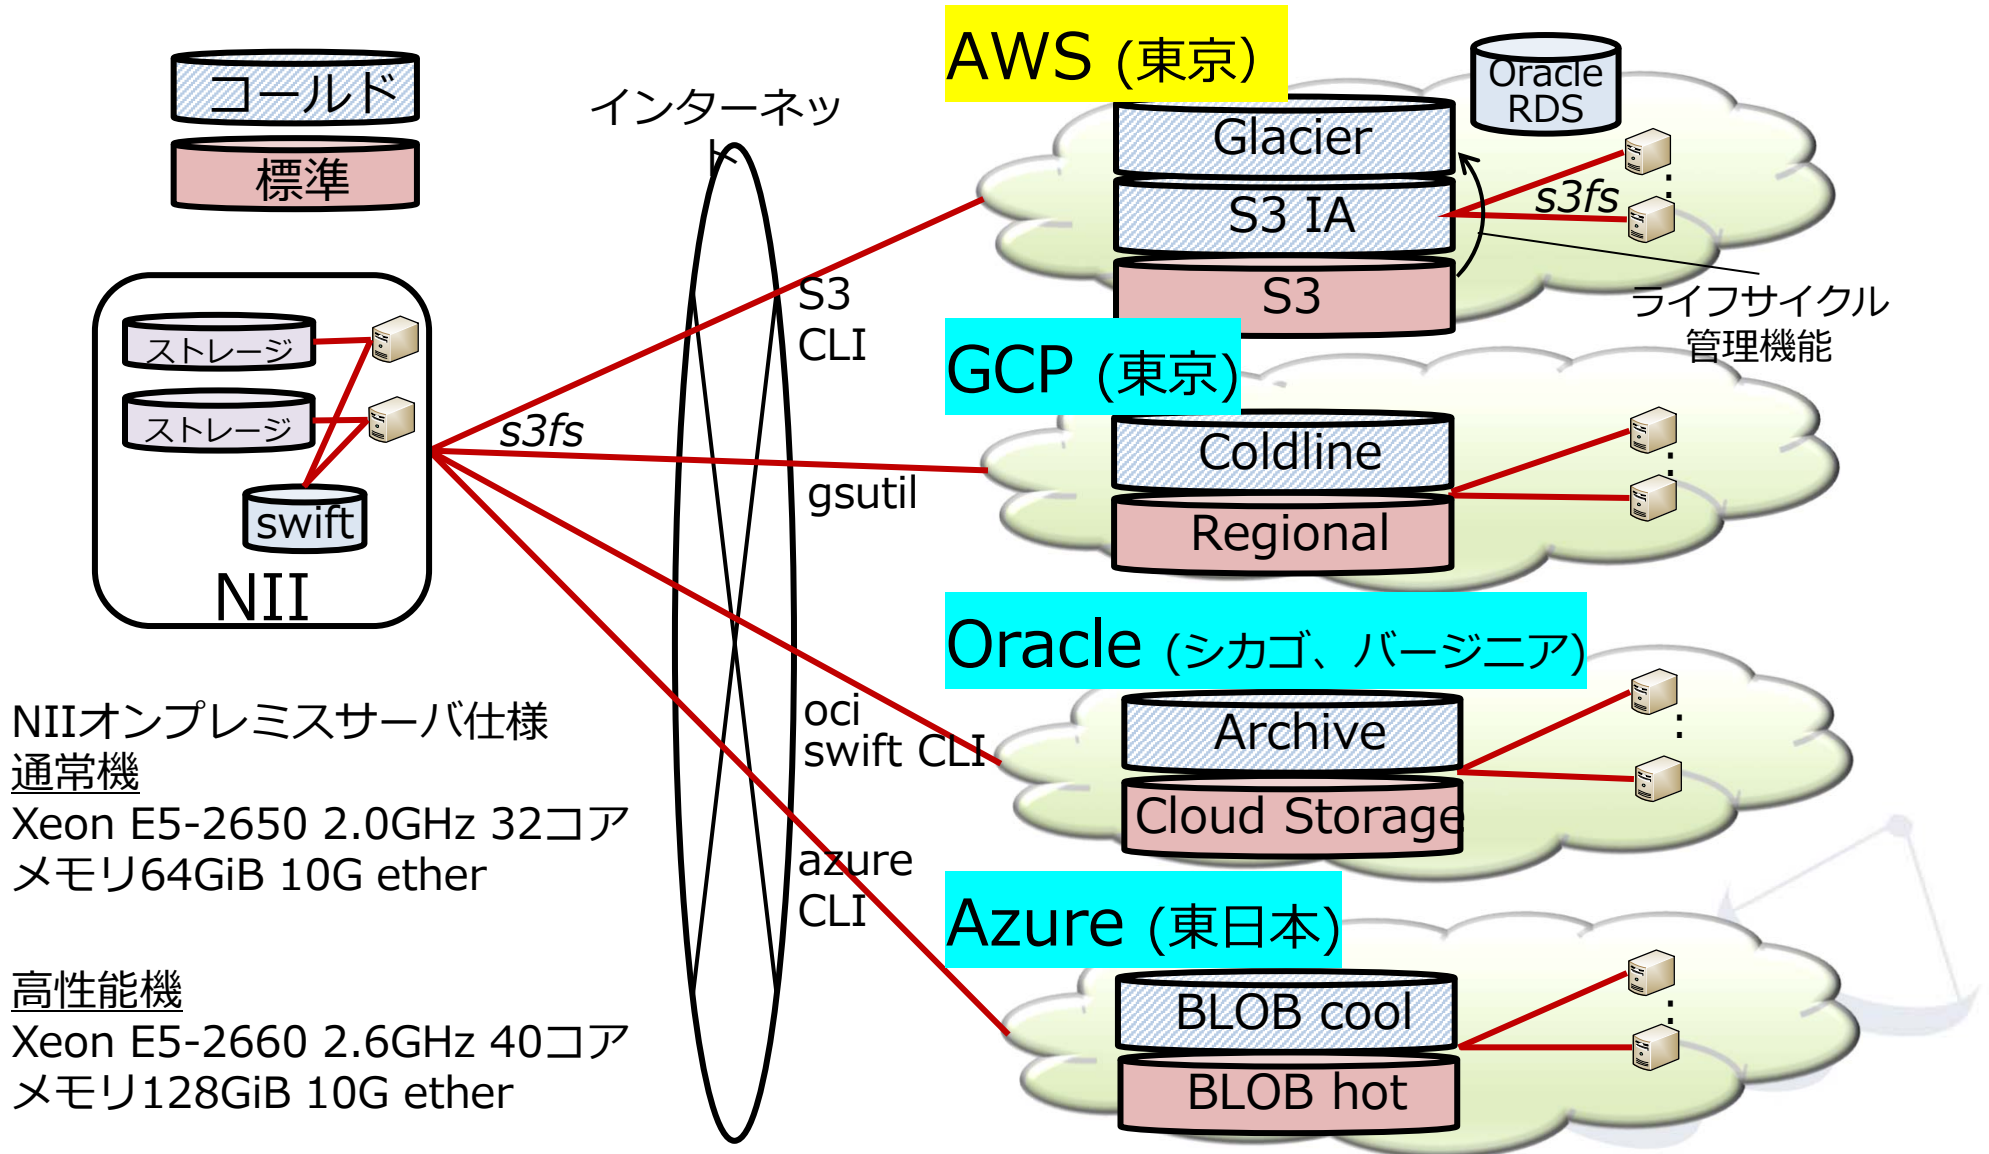 コールド
標準
インターネッ
ト
ストレージ
ストレージ
swift
NII
s3fs
S3
CLI
gsutil
oci
swift CLI
azure
CLI
AWS (東京）
Glacier
S3 IA
S3
Oracle
RDS
s3fs
:
ライフサイクル
管理機能
GCP (東京)
Coldline
Regional
:
Oracle (シカゴ、バージニア)
Archive
Cloud Storage
:
Azure (東日本)
BLOB cool
BLOB hot
:
NIIオンプレミスサーバ仕様
通常機
Xeon E5-2650 2.0GHz 32コア
メモリ64GiB 10G ether
高性能機
Xeon E5-2660 2.6GHz 40コア
メモリ128GiB 10G ether